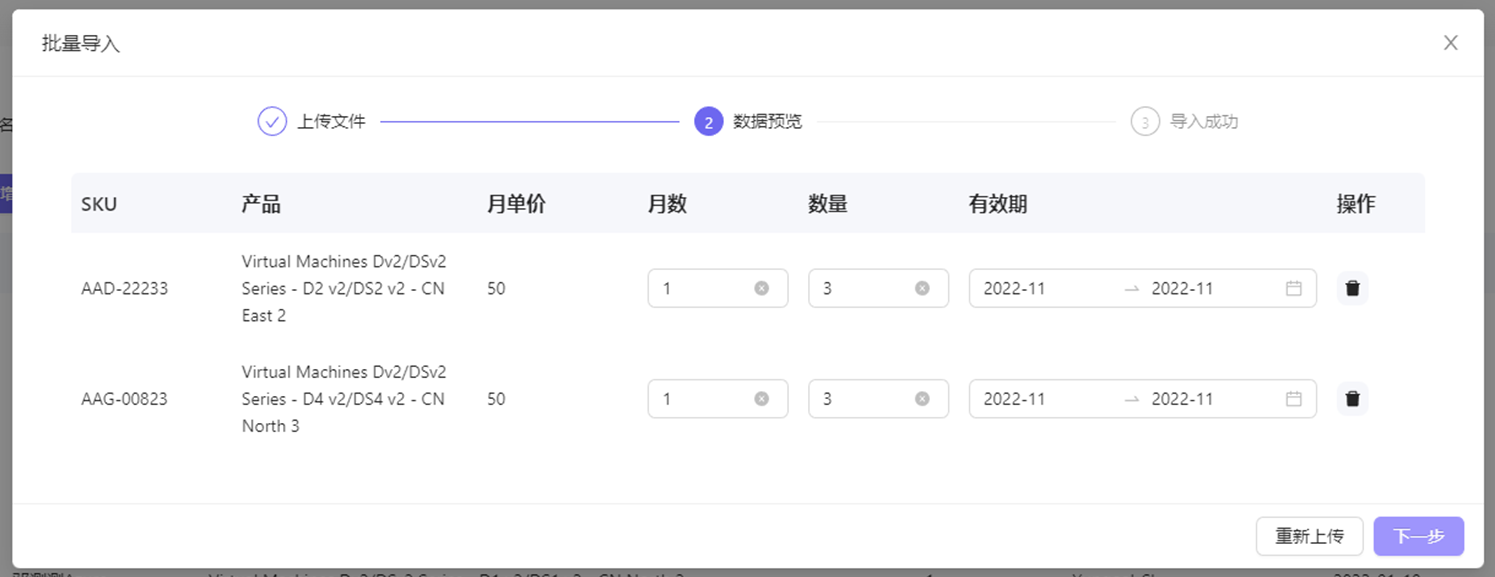 批量导入
上传文件
2 数据预览
3 导入成功
SKU 产品 月单价 月数 数量 有效期 操作
Virtual Machines Dv2/DSv2
AAD-22233 Series - D2 v2/DS2 v2 - CN 50 1 3 2022-11 → 2022-11
East 2
Virtual Machines Dv2/DSv2
AAG-00823 Series - D4 v2/DS4 v2 - CN 50 1 3 2022-11 → 2022-11
North 3
重新上传 下一步